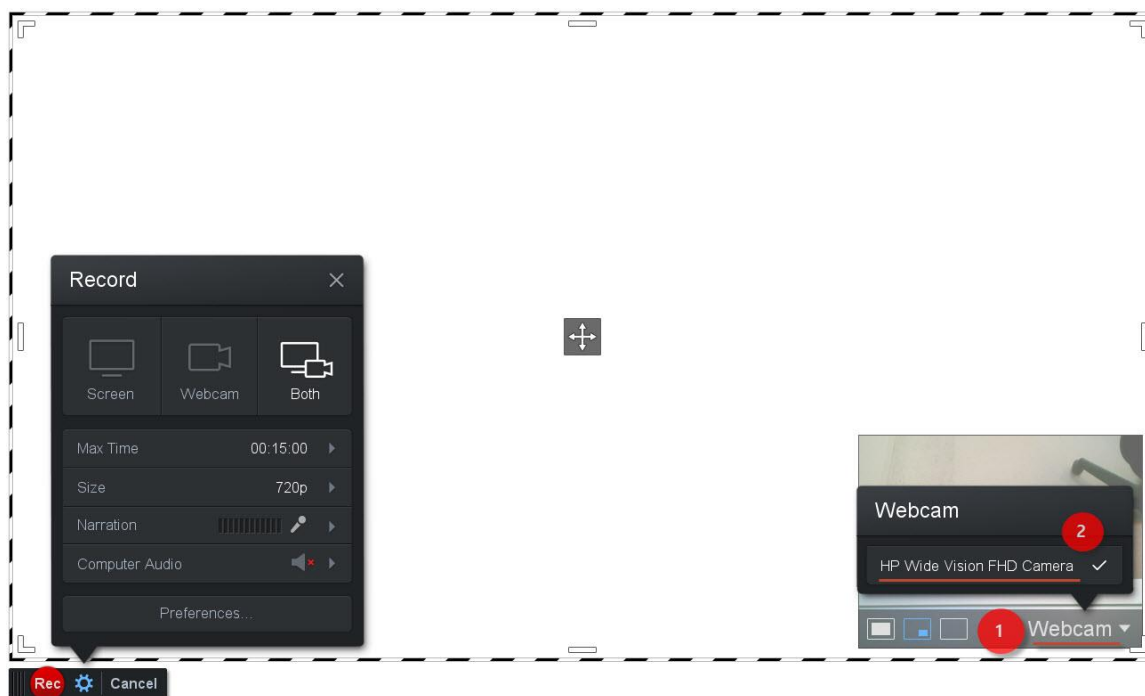 Record
Screen
Webcam
Both
Max Time 00:15:00
Size 720p
Narration
Computer Audio
Preferences...
Rec Cancel
Webcam
2
HP Wide Vision FHD Camera
1 Webcam